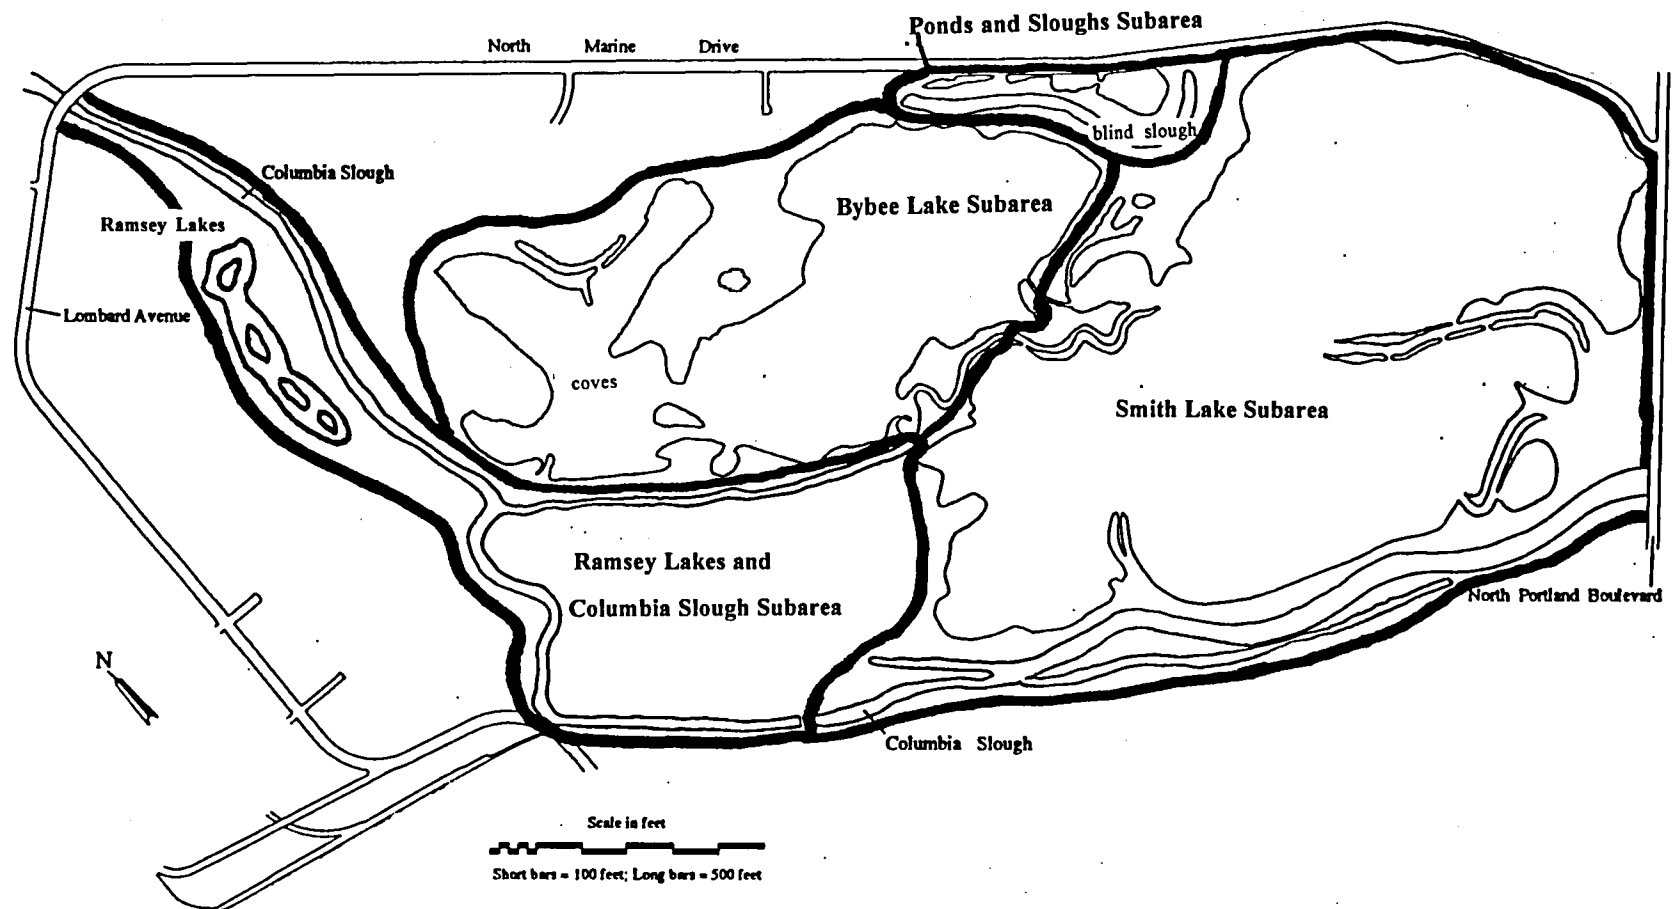 Ponds and Sloughs Subarea
North Marine Drive
blind slough
Columbia Slough
Bybee Lake Subarea
Ramsey Lakes
Lombard Avenue
coves
Smith Lake Subarea
Ramsey Lakes and
Columbia Slough Subarea
North Portland Boulevard
N
Columbia Slough
Scale in feet
Short bars = 100 feet; Long bars = 500 feet